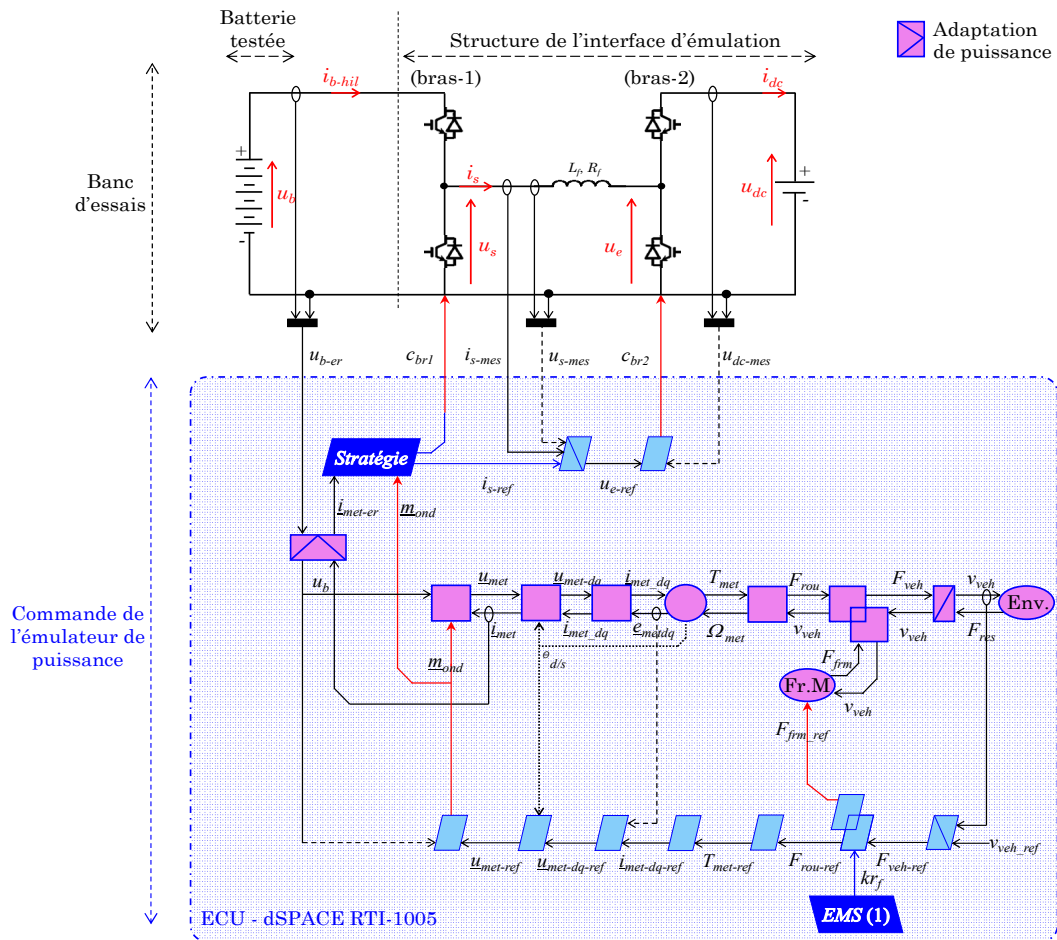 Batterie
testée
Structure de l'interface d'émulation
Adaptation
de puissance
i_b-hil
(bras-1)
(bras-2)
i_dc
Banc
d'essais
+
-
u_b
i_s
L_f, R_f
u_s
u_e
u_dc
+
-
u_b-er
c_br1
i_s-mes
u_s-mes
c_br2
u_dc-mes
Commande de
l'émulateur de
puissance
Stratégie
i_s-ref
u_e-ref
i_met-er
m_ond
u_b
u_met
u_met-dq
i_met_dq
T_met
F_rou
F_veh
v_veh
Env.
i_met
i_met_dq
e_metdq
Ω_met
v_veh
v_veh
F_res
m_ond
θ_d/s
F_frm
Fr.M
v_veh
F_frm_ref
u_met-ref
u_met-dq-ref
i_met-dq-ref
T_met-ref
F_rou-ref
F_veh-ref
v_veh_ref
kr_f
EMS (1)
ECU - dSPACE RTI-1005